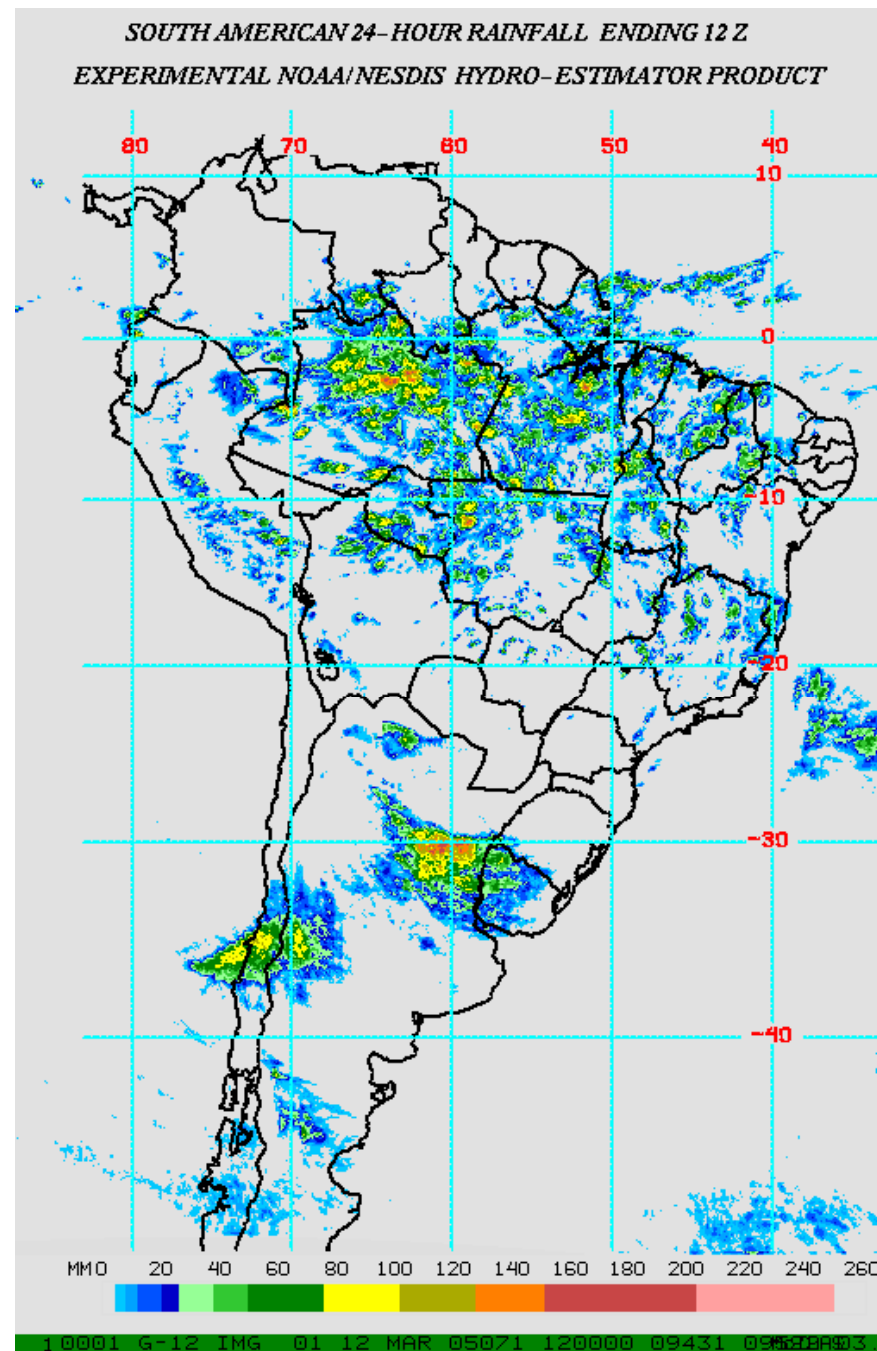 SOUTH AMERICAN 24-HOUR RAINFALL ENDING 12 Z
EXPERIMENTAL NOAA/NESDIS HYDRO-ESTIMATOR PRODUCT
80 70 60 50 40
10
0
-10
-20
-30
-40
MM0 20 40 60 80 100 120 140 160 180 200 220 240 260
10001 G-12 IMG 01 12 MAR 05071 120000 09431